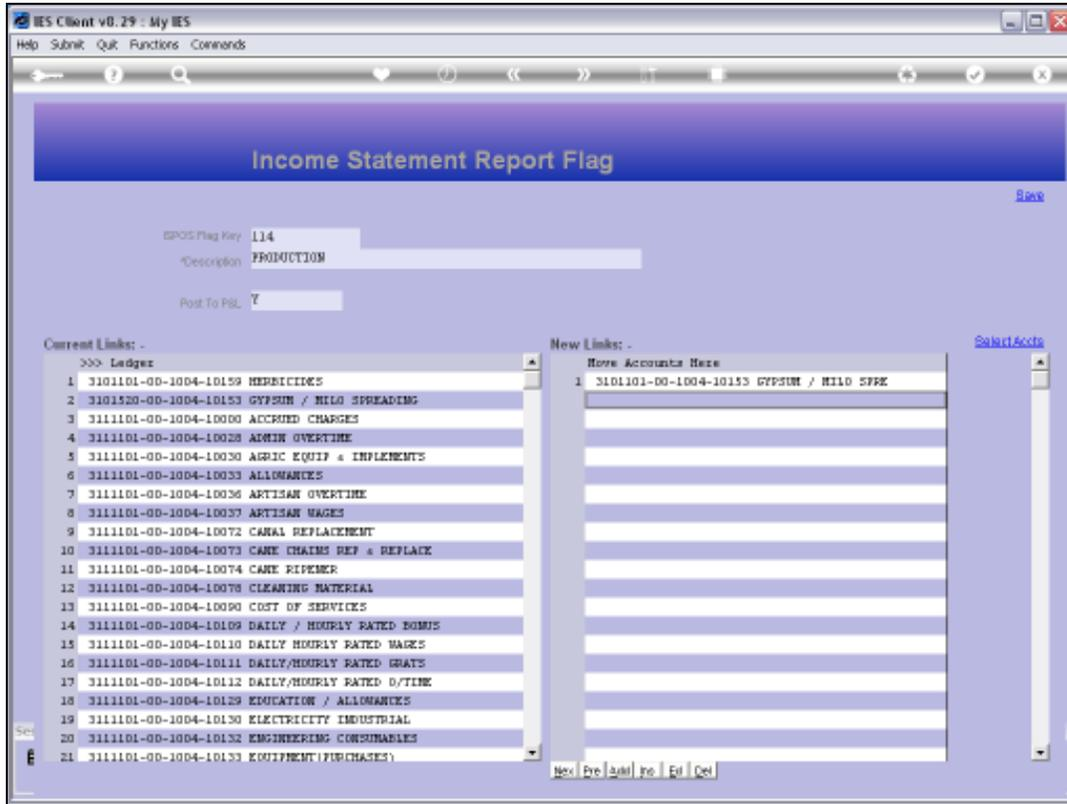 IES Client v8.29 : My IES
Help Submit Quit Functions Commands
Income Statement Report Flag
Save
ISPOS Flag Key 114
*Description PRODUCTION
Post To P&L Y
Current Links: -
New Links: -
Select Accts
>>> Ledger
Move Accounts Here
1 3101101-00-1004-10159 HERBICIDES
1 3101101-00-1004-10153 GYPSUM / MILO SPRE
2 3101520-00-1004-10153 GYPSUM / MILO SPREADING
3 3111101-00-1004-10000 ACCRUED CHARGES
4 3111101-00-1004-10028 ADMIN OVERTIME
5 3111101-00-1004-10030 AGRIC EQUIP & IMPLEMENTS
6 3111101-00-1004-10033 ALLOWANCES
7 3111101-00-1004-10036 ARTISAN OVERTIME
8 3111101-00-1004-10037 ARTISAN WAGES
9 3111101-00-1004-10072 CANAL REPLACEMENT
10 3111101-00-1004-10073 CANE CHAINS REP & REPLACE
11 3111101-00-1004-10074 CANE RIPENER
12 3111101-00-1004-10078 CLEANING MATERIAL
13 3111101-00-1004-10090 COST OF SERVICES
14 3111101-00-1004-10109 DAILY / HOURLY RATED BONUS
15 3111101-00-1004-10110 DAILY HOURLY RATED WAGES
16 3111101-00-1004-10111 DAILY/HOURLY RATED GRATS
17 3111101-00-1004-10112 DAILY/HOURLY RATED O/TIME
18 3111101-00-1004-10129 EDUCATION / ALLOWANCES
19 3111101-00-1004-10130 ELECTRICITY INDUSTRIAL
20 3111101-00-1004-10132 ENGINEERING CONSUMABLES
21 3111101-00-1004-10133 EQUIPMENT(PURCHASES)
Nex Pre Add Ins Ed Del